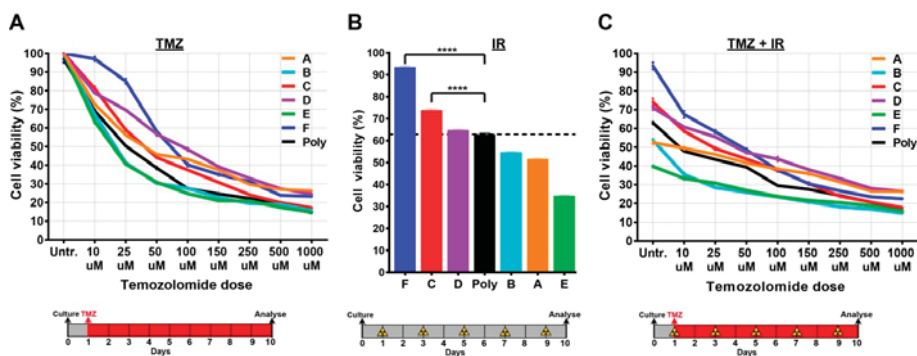 A
TMZ
Cell viability (%)
100
90
80
70
60
50
40
30
20
10
0
A
B
C
D
E
F
Poly
Untr. 10 uM 25 uM 50 uM 100 uM 150 uM 250 uM 500 uM 1000 uM
Temozolomide dose
Culture TMZ Analyse
0 1 2 3 4 5 6 7 8 9 10
Days
B
IR
Cell viability (%)
100
90
80
70
60
50
40
30
20
10
0
****
****
F C D Poly B A E
Culture Analyse
0 1 2 3 4 5 6 7 8 9 10
Days
C
TMZ + IR
Cell viability (%)
100
90
80
70
60
50
40
30
20
10
0
A
B
C
D
E
F
Poly
Untr. 10 uM 25 uM 50 uM 100 uM 150 uM 250 uM 500 uM 1000 uM
Temozolomide dose
Culture TMZ Analyse
0 1 2 3 4 5 6 7 8 9 10
Days